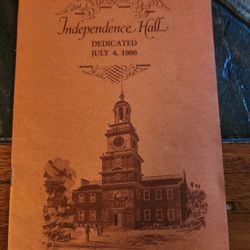 Independence Hall
DEDICATED
JULY 4, 1966